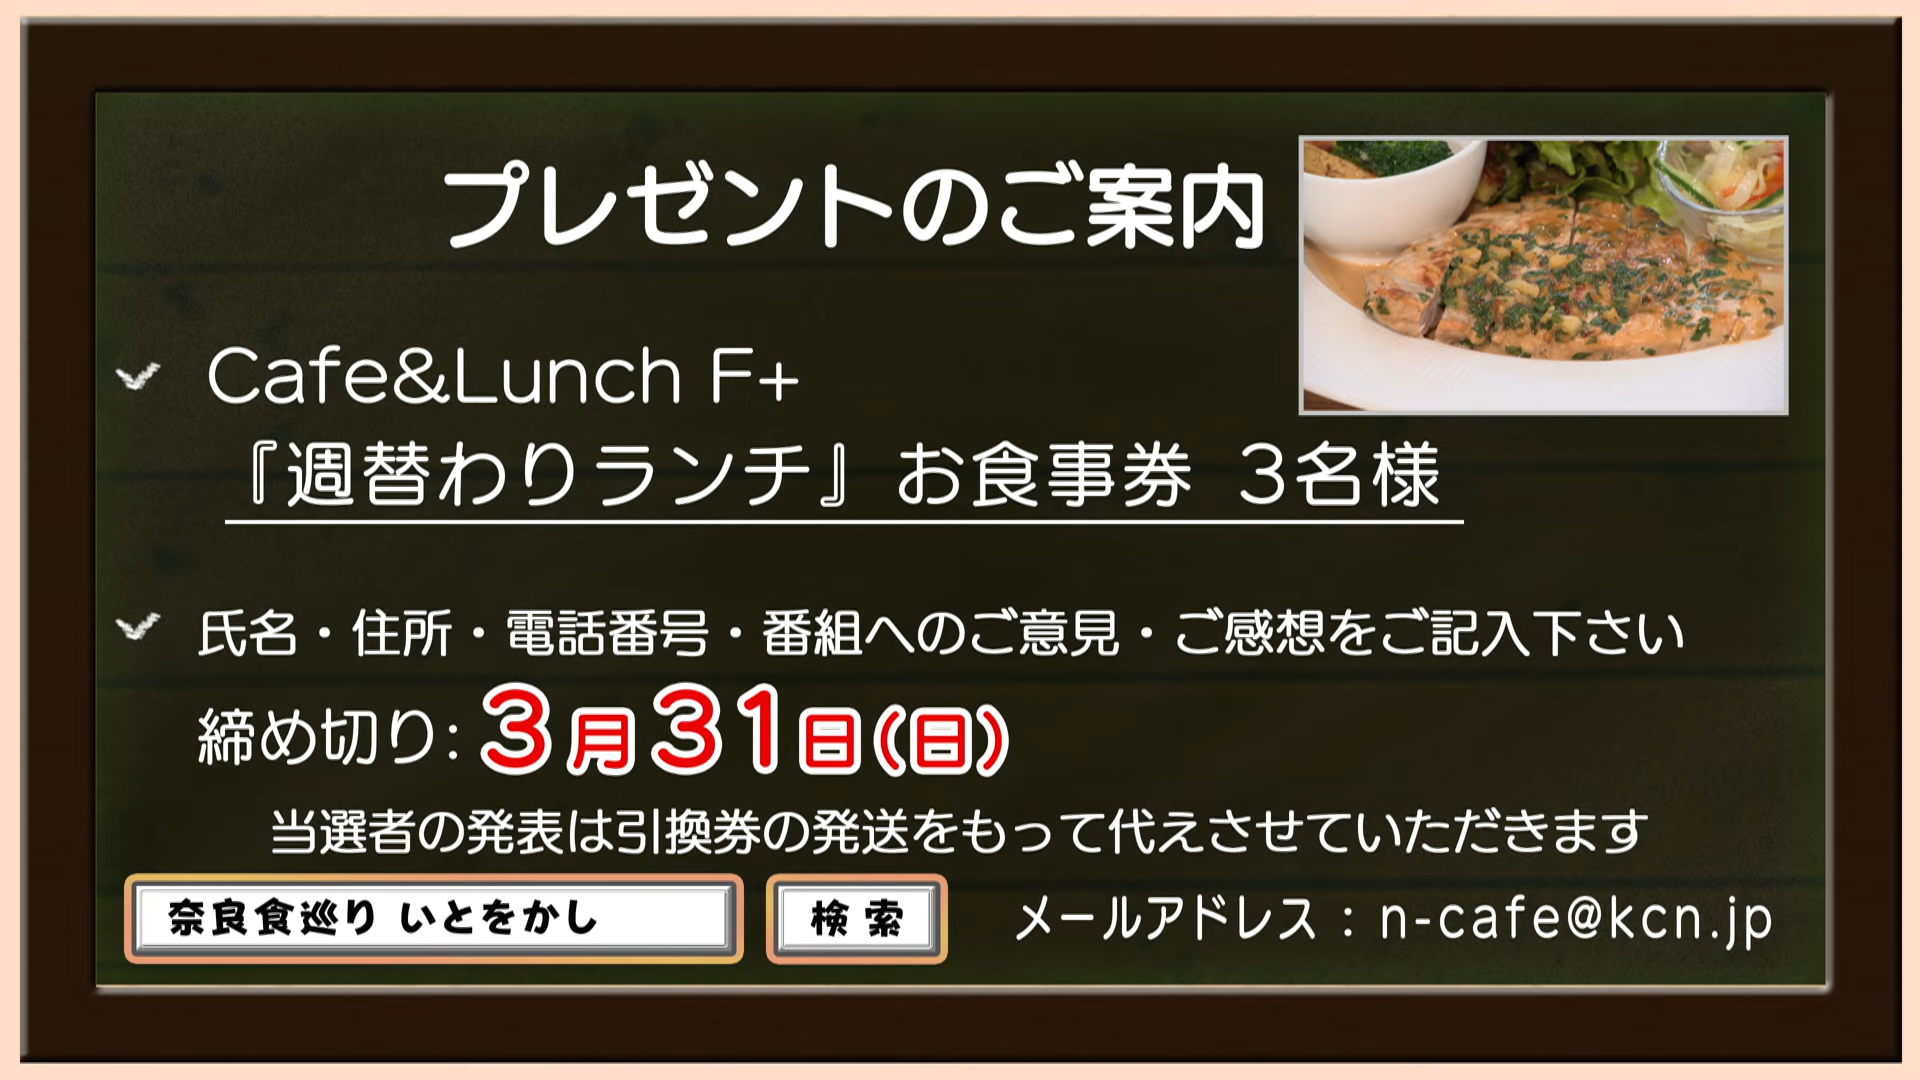 プレゼントのご案内
Cafe&Lunch F+
『週替わりランチ』お食事券 3名様
氏名・住所・電話番号・番組へのご意見・ご感想をご記入下さい
締め切り:3月31日(日)
当選者の発表は引換券の発送をもって代えさせていただきます
奈良食巡り いとをかし 検索 メールアドレス:n-cafe@kcn.jp